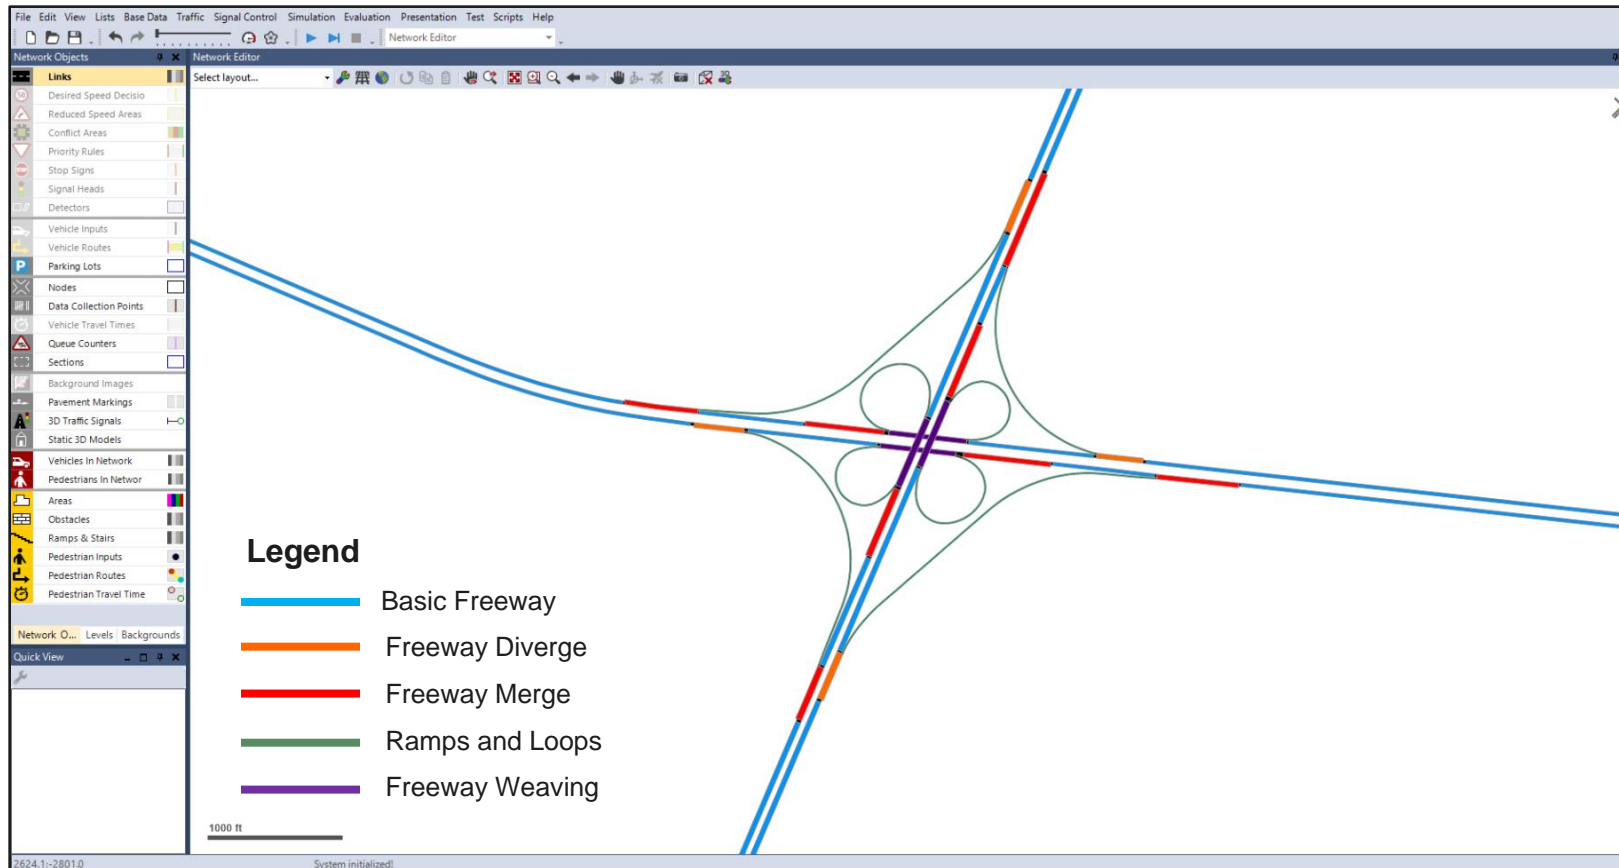 File Edit View Lists Base Data Traffic Signal Control Simulation Evaluation Presentation Test Scripts Help
Network Editor
Network Objects
Network Editor
Links
Select layout...
Desired Speed Decisio
Reduced Speed Areas
Conflict Areas
Priority Rules
Stop Signs
Signal Heads
Detectors
Vehicle Inputs
Vehicle Routes
P Parking Lots
Nodes
Data Collection Points
Vehicle Travel Times
Queue Counters
Sections
Background Images
Pavement Markings
3D Traffic Signals
Static 3D Models
Vehicles In Network
Pedestrians In Networ
Areas
Obstacles
Ramps & Stairs
Pedestrian Inputs
Pedestrian Routes
Pedestrian Travel Time
Network O... Levels Backgrounds
Quick View
Legend
Basic Freeway
Freeway Diverge
Freeway Merge
Ramps and Loops
Freeway Weaving
1000 ft
2624.1:-2801.0
System initialized!